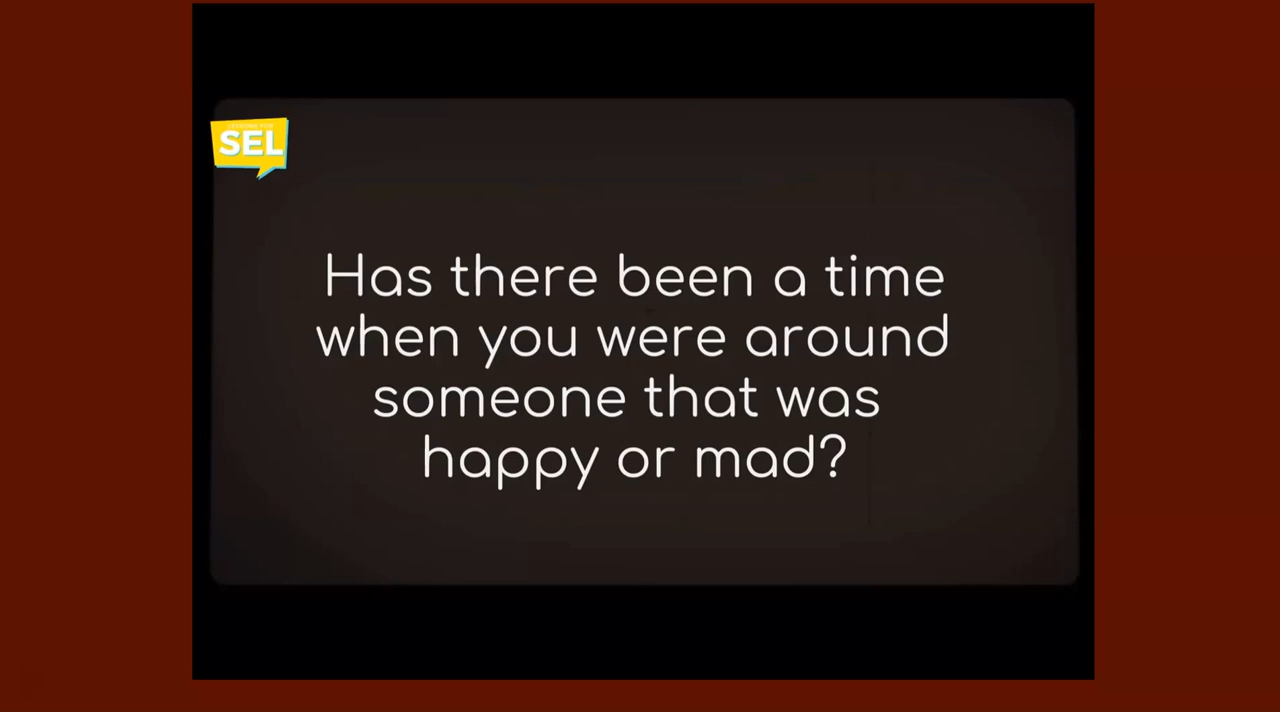 SEL
Has there been a time
when you were around
someone that was
happy or mad?